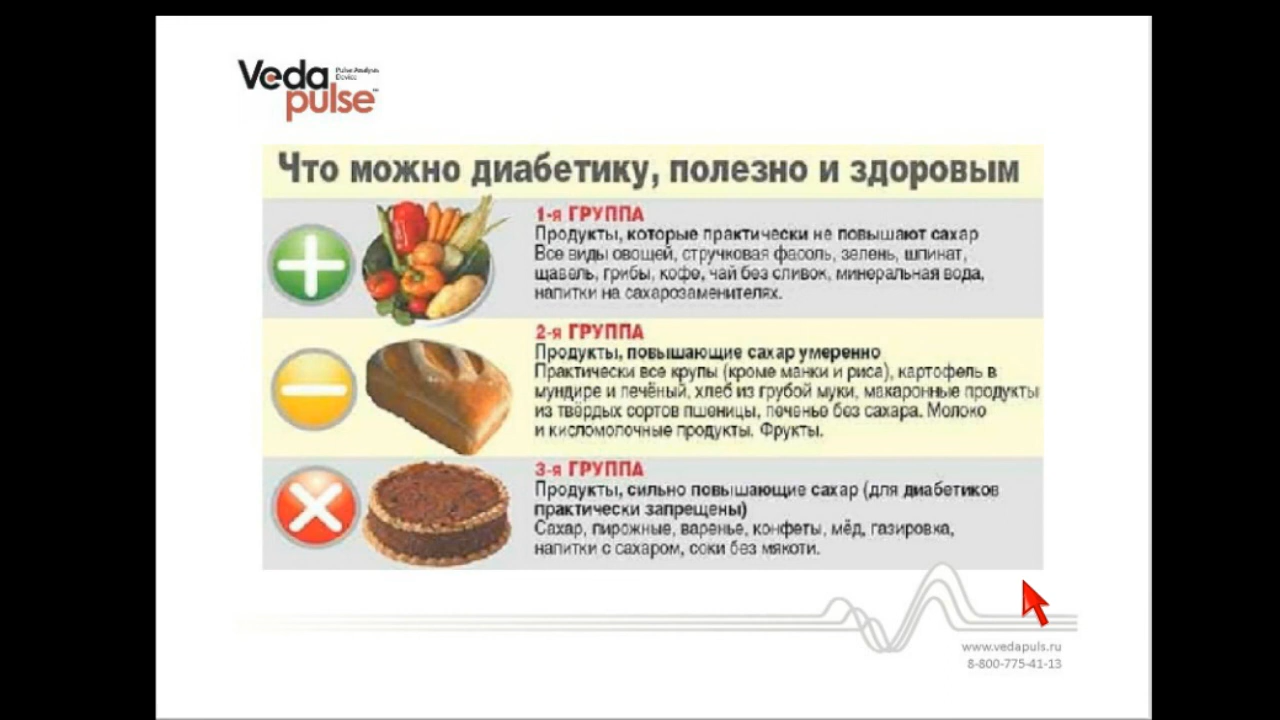 Veda
Pulse Analysis
Device
pulse™
Что можно диабетику, полезно и здоровым
1-я ГРУППА
Продукты, которые практически не повышают сахар
Все виды овощей, стручковая фасоль, зелень, шпинат,
щавель, грибы, кофе, чай без сливок, минеральная вода,
напитки на сахарозаменителях.
2-я ГРУППА
Продукты, повышающие сахар умеренно
Практически все крупы (кроме манки и риса), картофель в
мундире и печёный, хлеб из грубой муки, макаронные продукты
из твёрдых сортов пшеницы, печенье без сахара. Молоко
и кисломолочные продукты. Фрукты.
3-я ГРУППА
Продукты, сильно повышающие сахар (для диабетиков
практически запрещены)
Сахар, пирожные, варенье, конфеты, мёд, газировка,
напитки с сахаром, соки без мякоти.
www.vedapuls.ru
8-800-775-41-13